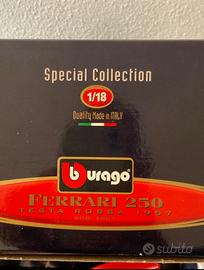 Special Collection
1/18
Quality Made in ITALY
burago
FERRARI 250
TESTA ROSSA 1957
subito